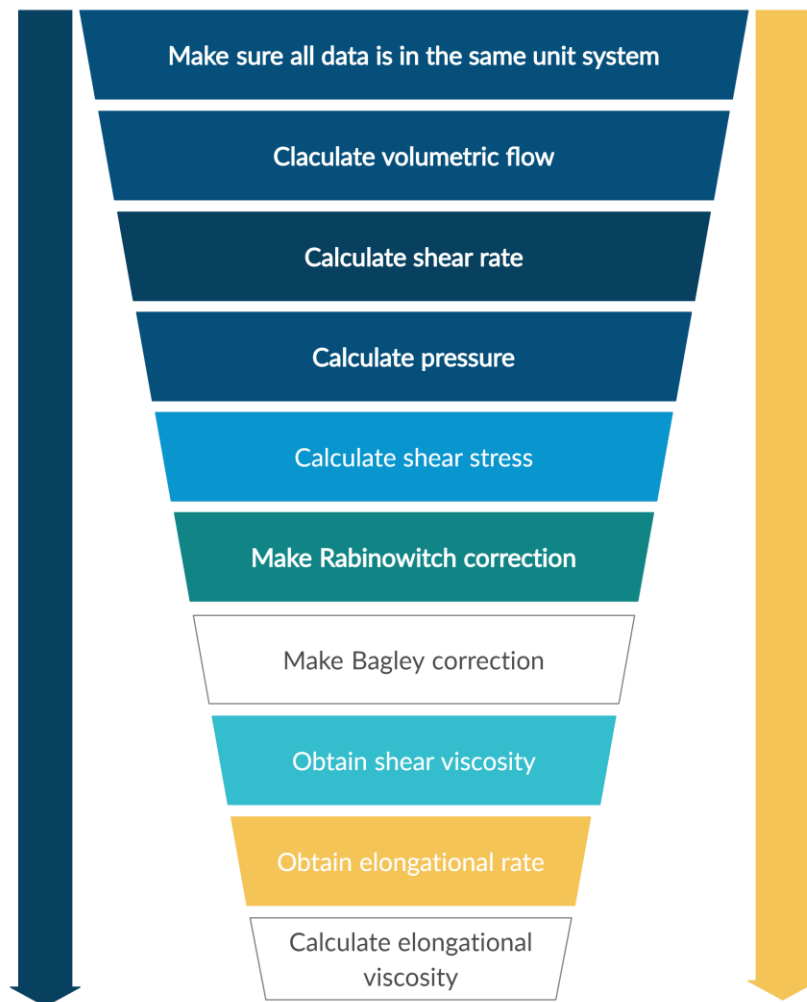 Make sure all data is in the same unit system
Claculate volumetric flow
Calculate shear rate
Calculate pressure
Calculate shear stress
Make Rabinowitch correction
Make Bagley correction
Obtain shear viscosity
Obtain elongational rate
Calculate elongational
viscosity